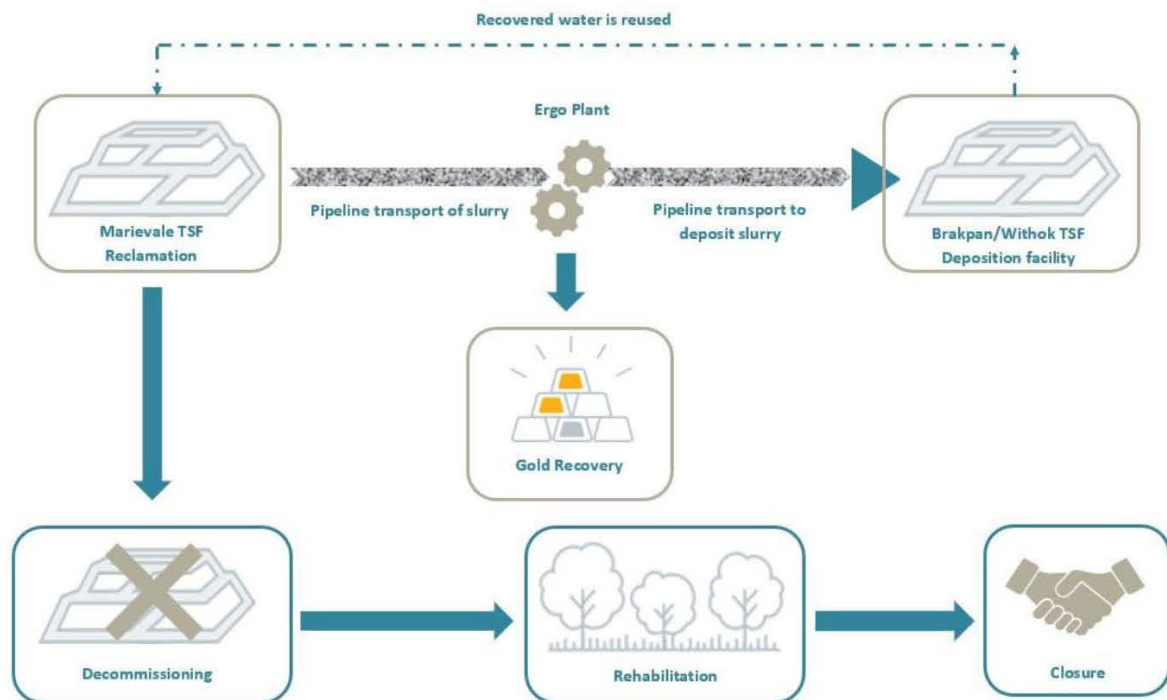 Recovered water is reused
Ergo Plant
Pipeline transport of slurry
Pipeline transport to
deposit slurry
Marievale TSF
Reclamation
Brakpan/Withok TSF
Deposition facility
Gold Recovery
Decommissioning
Rehabilitation
Closure